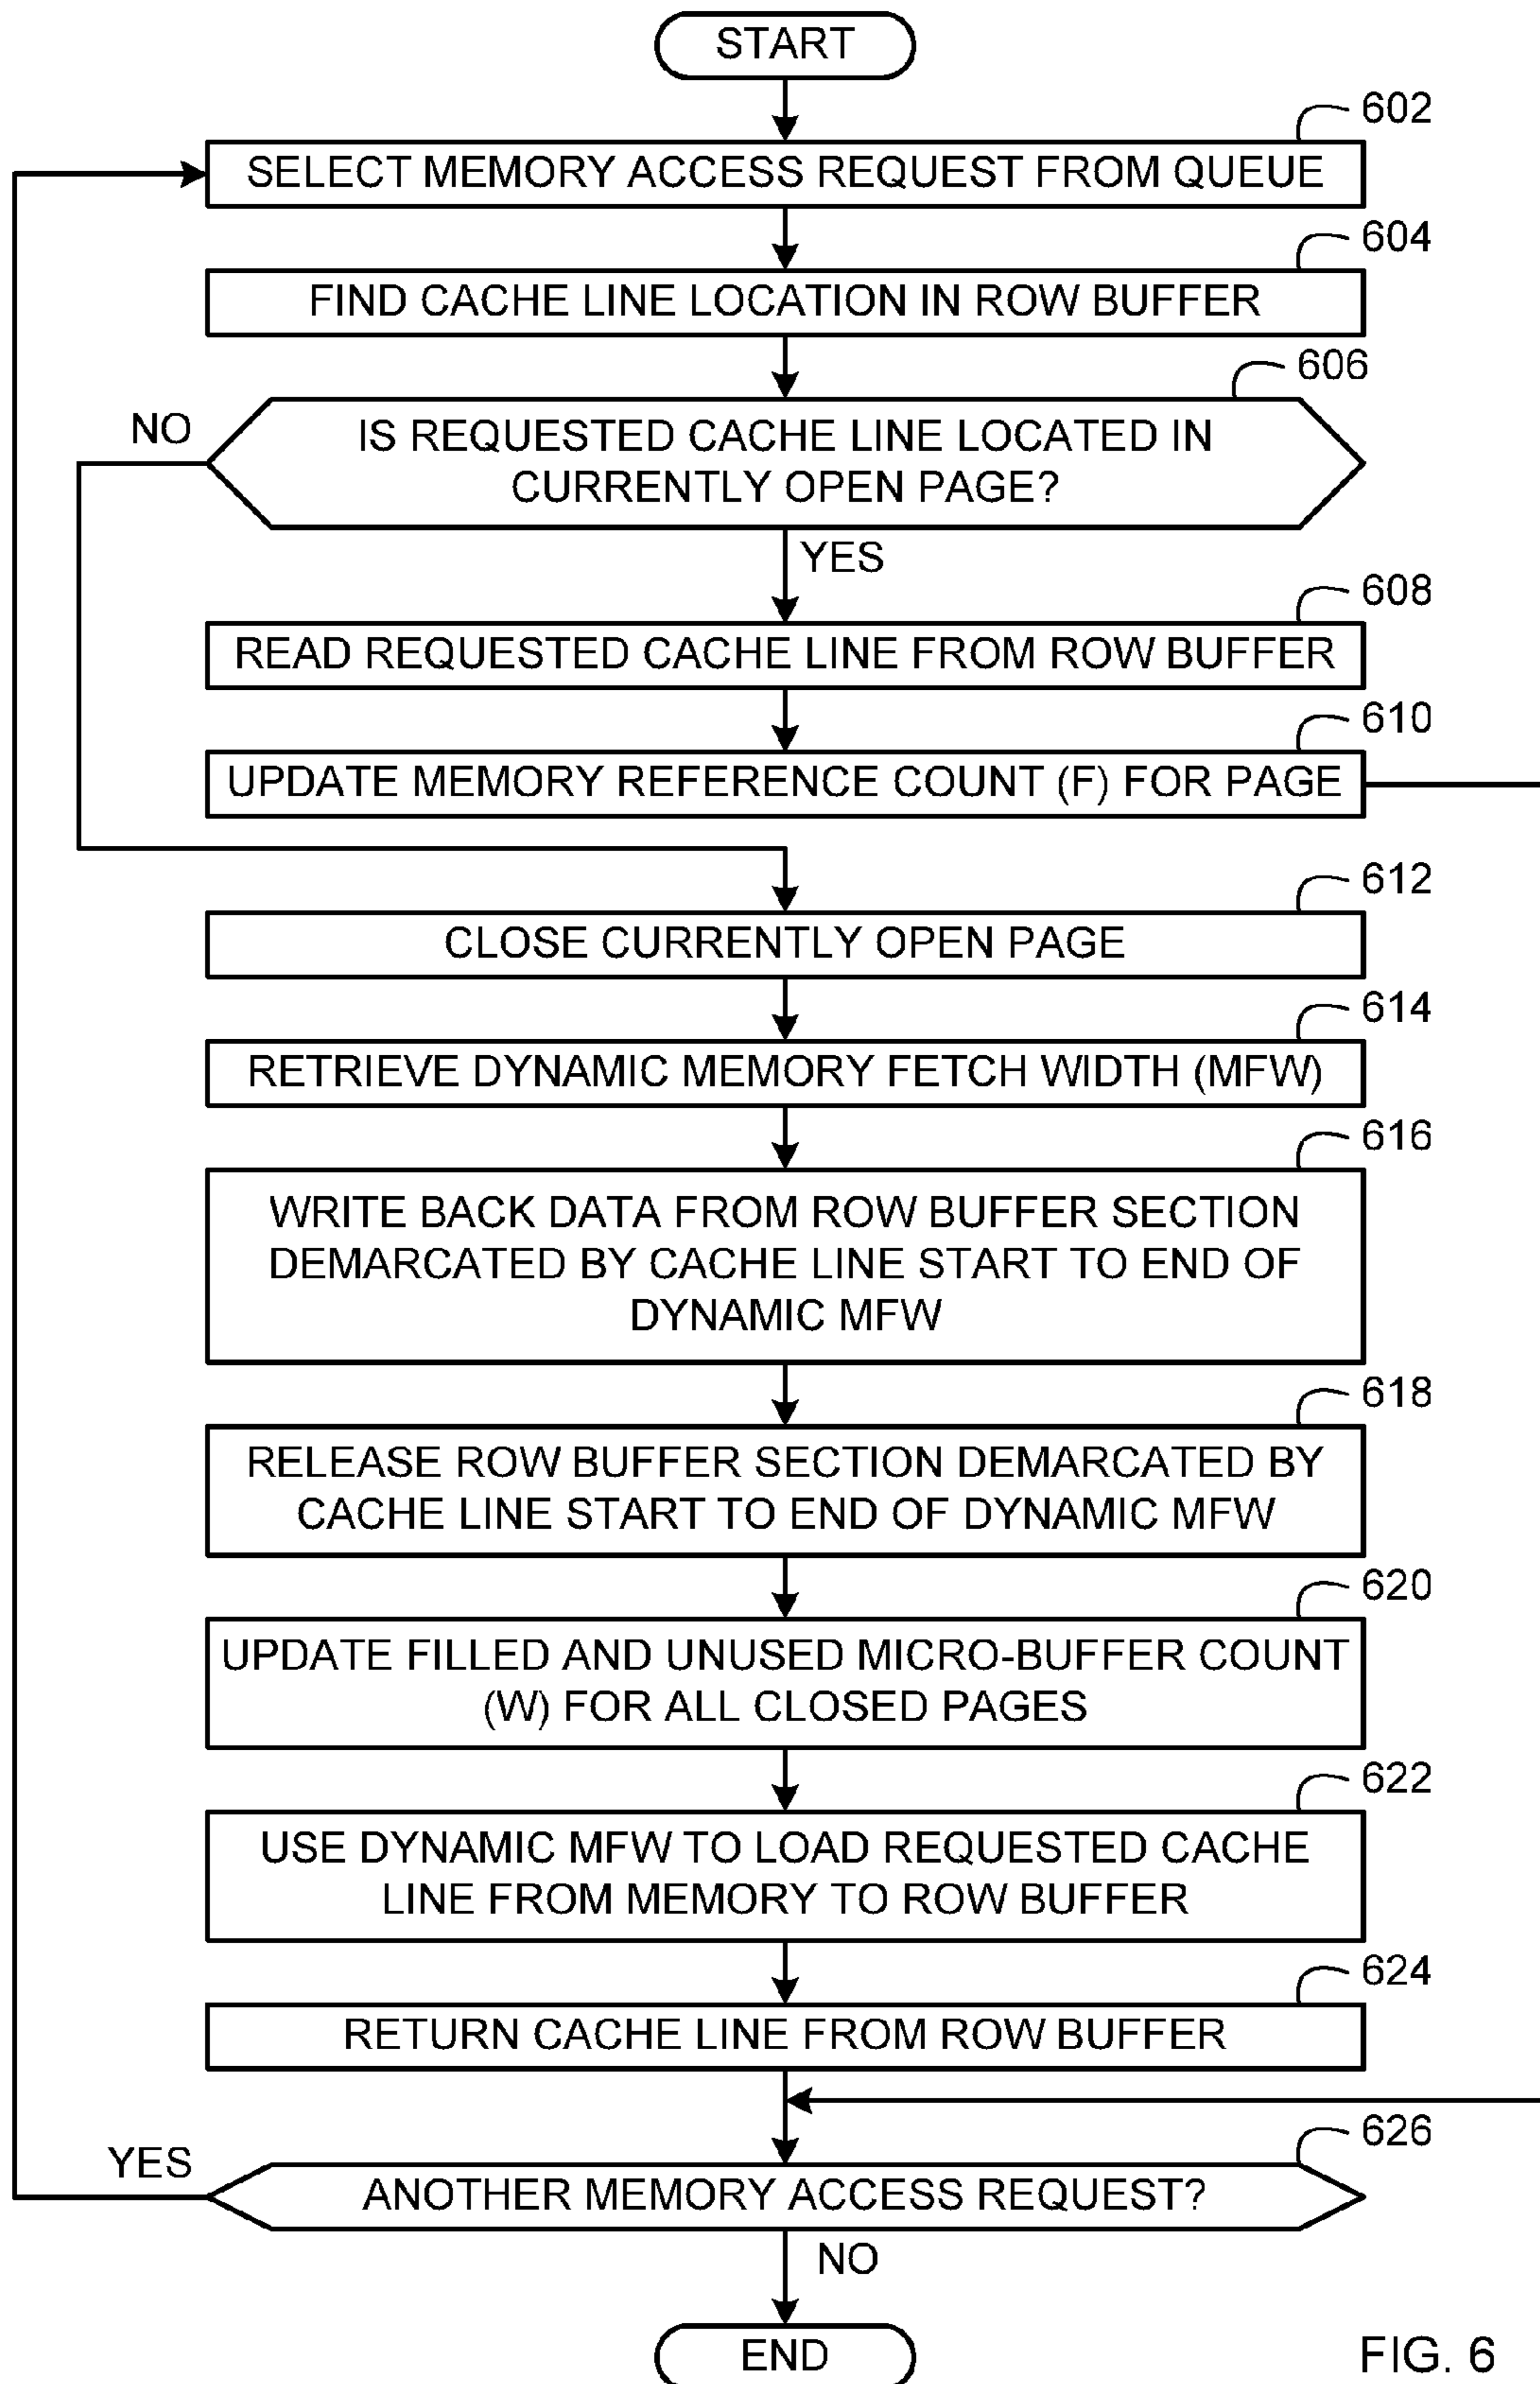 START
602
SELECT MEMORY ACCESS REQUEST FROM QUEUE
604
FIND CACHE LINE LOCATION IN ROW BUFFER
606
NO
IS REQUESTED CACHE LINE LOCATED IN
CURRENTLY OPEN PAGE?
YES
608
READ REQUESTED CACHE LINE FROM ROW BUFFER
610
UPDATE MEMORY REFERENCE COUNT (F) FOR PAGE
612
CLOSE CURRENTLY OPEN PAGE
614
RETRIEVE DYNAMIC MEMORY FETCH WIDTH (MFW)
616
WRITE BACK DATA FROM ROW BUFFER SECTION
DEMARCATED BY CACHE LINE START TO END OF
DYNAMIC MFW
618
RELEASE ROW BUFFER SECTION DEMARCATED BY
CACHE LINE START TO END OF DYNAMIC MFW
620
UPDATE FILLED AND UNUSED MICRO-BUFFER COUNT
(W) FOR ALL CLOSED PAGES
622
USE DYNAMIC MFW TO LOAD REQUESTED CACHE
LINE FROM MEMORY TO ROW BUFFER
624
RETURN CACHE LINE FROM ROW BUFFER
626
YES
ANOTHER MEMORY ACCESS REQUEST?
NO
END
FIG. 6